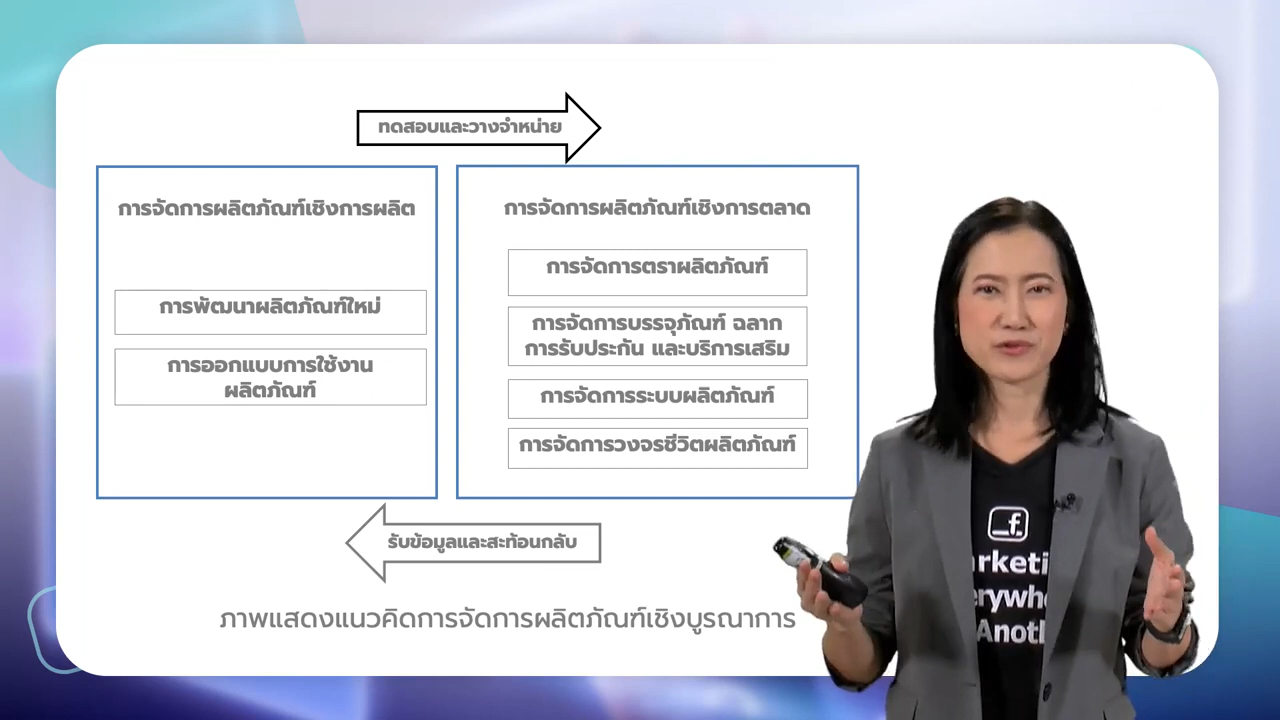 ทดสอบและวางจำหน่าย
การจัดการผลิตภัณฑ์เชิงการผลิต
การพัฒนาผลิตภัณฑ์ใหม่
การออกแบบการใช้งาน
ผลิตภัณฑ์
การจัดการผลิตภัณฑ์เชิงการตลาด
การจัดการตราผลิตภัณฑ์
การจัดการบรรจุภัณฑ์ ฉลาก
การรับประกัน และบริการเสริม
การจัดการระบบผลิตภัณฑ์
การจัดการวงจรชีวิตผลิตภัณฑ์
รับข้อมูลและสะท้อนกลับ
ภาพแสดงแนวคิดการจัดการผลิตภัณฑ์เชิงบูรณาการ
f